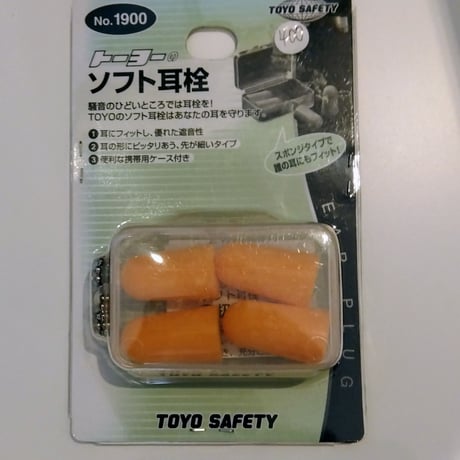 No.1900
TOYO SAFETY
400
トーヨーの
ソフト耳栓
騒音のひどいところでは耳栓を!
TOYOのソフト耳栓はあなたの耳を守ります。
1 耳にフィットし、優れた遮音性
2 耳の形にピッタリあう、先が細いタイプ
3 便利な携帯用ケース付き
スポンジタイプで
誰の耳にもフィット!
EAR PLUG
TOYO SAFETY